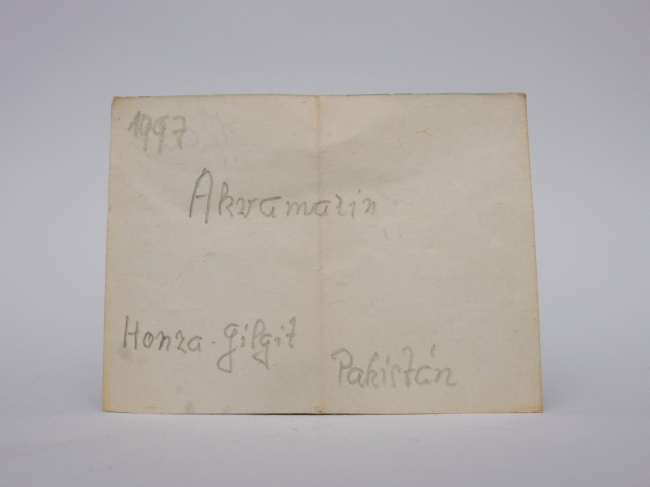 1997
Akvamarin
Honza - Gilgit
Pakistán